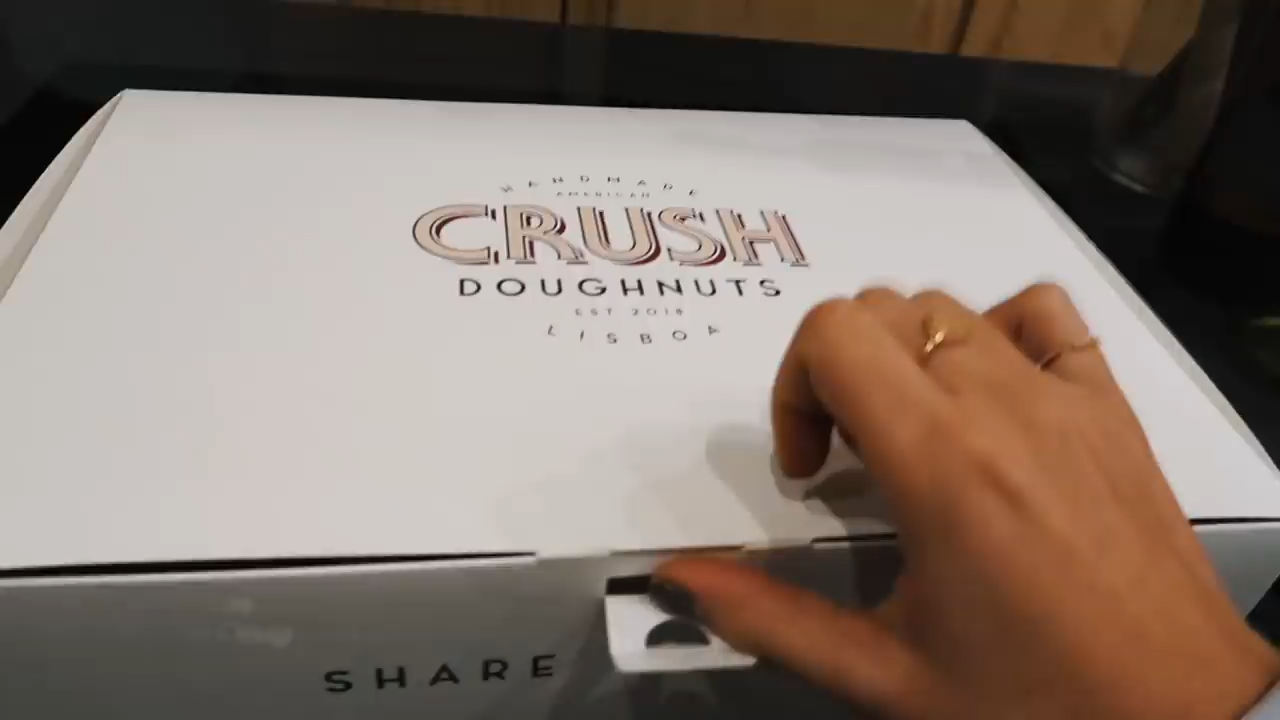 HANDMADE
AMERICAN
CRUSH
DOUGHNUTS
EST 2018
LISBOA
SHARE